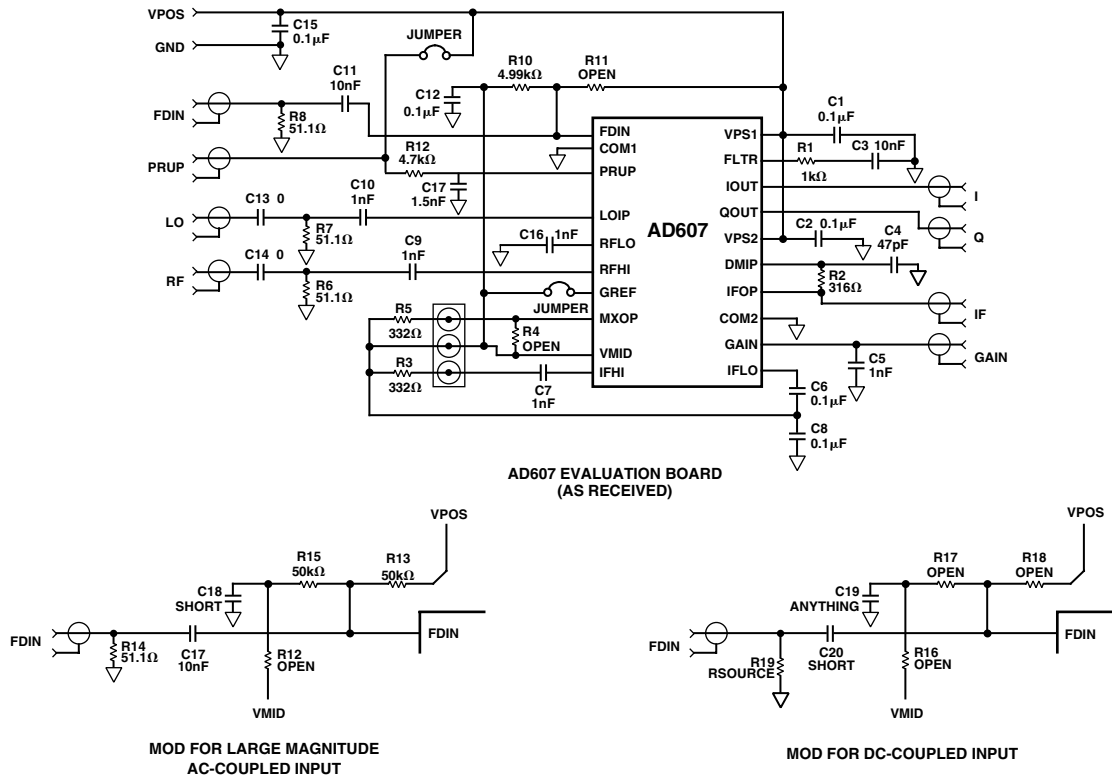 VPOS
C15
0.1μF
GND
JUMPER
R10
4.99kΩ
R11
OPEN
C11
10nF
C12
0.1μF
FDIN
R8
51.1Ω
C1
0.1μF
FDIN
COM1
PRUP
LOIP
RFLO
RFHI
GREF
MXOP
VMID
IFHI
AD607
VPS1
FLTR
IOUT
QOUT
VPS2
DMIP
IFOP
COM2
GAIN
IFLO
R12
4.7kΩ
PRUP
C17
1.5nF
R1
1kΩ
C3 10nF
I
C13 0
C10
1nF
LO
R7
51.1Ω
C16 1nF
Q
C2 0.1μF
C4
47pF
C14 0
C9
1nF
RF
R6
51.1Ω
R2
316Ω
JUMPER
IF
R5
332Ω
R4
OPEN
R3
332Ω
C7
1nF
GAIN
C5
1nF
C6
0.1μF
C8
0.1μF
AD607 EVALUATION BOARD
(AS RECEIVED)
VPOS
R15
50kΩ
R13
50kΩ
C18
SHORT
FDIN
R14
51.1Ω
C17
10nF
R12
OPEN
FDIN
VMID
MOD FOR LARGE MAGNITUDE
AC-COUPLED INPUT
VPOS
R17
OPEN
R18
OPEN
C19
ANYTHING
FDIN
R19
RSOURCE
C20
SHORT
R16
OPEN
FDIN
VMID
MOD FOR DC-COUPLED INPUT